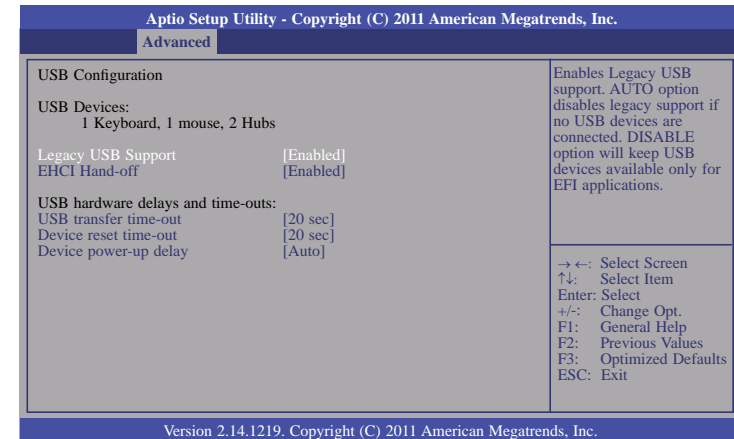 Aptio Setup Utility - Copyright (C) 2011 American Megatrends, Inc.
Advanced
USB Configuration
USB Devices:
1 Keyboard, 1 mouse, 2 Hubs
Legacy USB Support [Enabled]
EHCI Hand-off [Enabled]
USB hardware delays and time-outs:
USB transfer time-out [20 sec]
Device reset time-out [20 sec]
Device power-up delay [Auto]
Enables Legacy USB
support. AUTO option
disables legacy support if
no USB devices are
connected. DISABLE
option will keep USB
devices available only for
EFI applications.
→ ←: Select Screen
↑↓: Select Item
Enter: Select
+/-: Change Opt.
F1: General Help
F2: Previous Values
F3: Optimized Defaults
ESC: Exit
Version 2.14.1219. Copyright (C) 2011 American Megatrends, Inc.